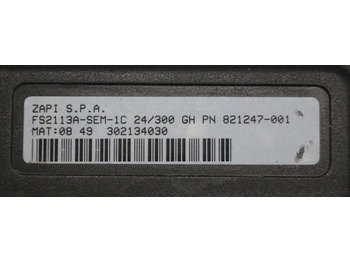 ZAPI S.P.A.
FS2113A-SEM-1C 24/300 GH PN 821247-001
MAT:08 49 302134030